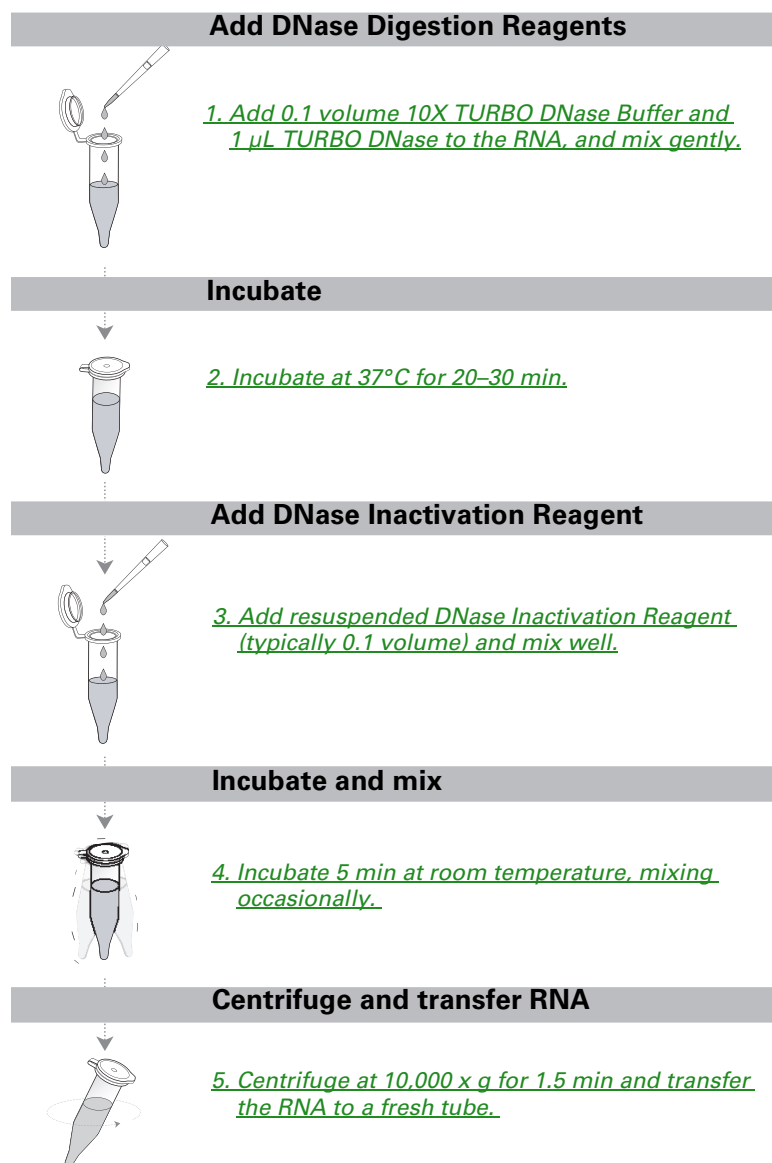 Add DNase Digestion Reagents
1. Add 0.1 volume 10X TURBO DNase Buffer and
1 µL TURBO DNase to the RNA, and mix gently.
Incubate
2. Incubate at 37°C for 20–30 min.
Add DNase Inactivation Reagent
3. Add resuspended DNase Inactivation Reagent
(typically 0.1 volume) and mix well.
Incubate and mix
4. Incubate 5 min at room temperature, mixing
occasionally.
Centrifuge and transfer RNA
5. Centrifuge at 10,000 x g for 1.5 min and transfer
the RNA to a fresh tube.